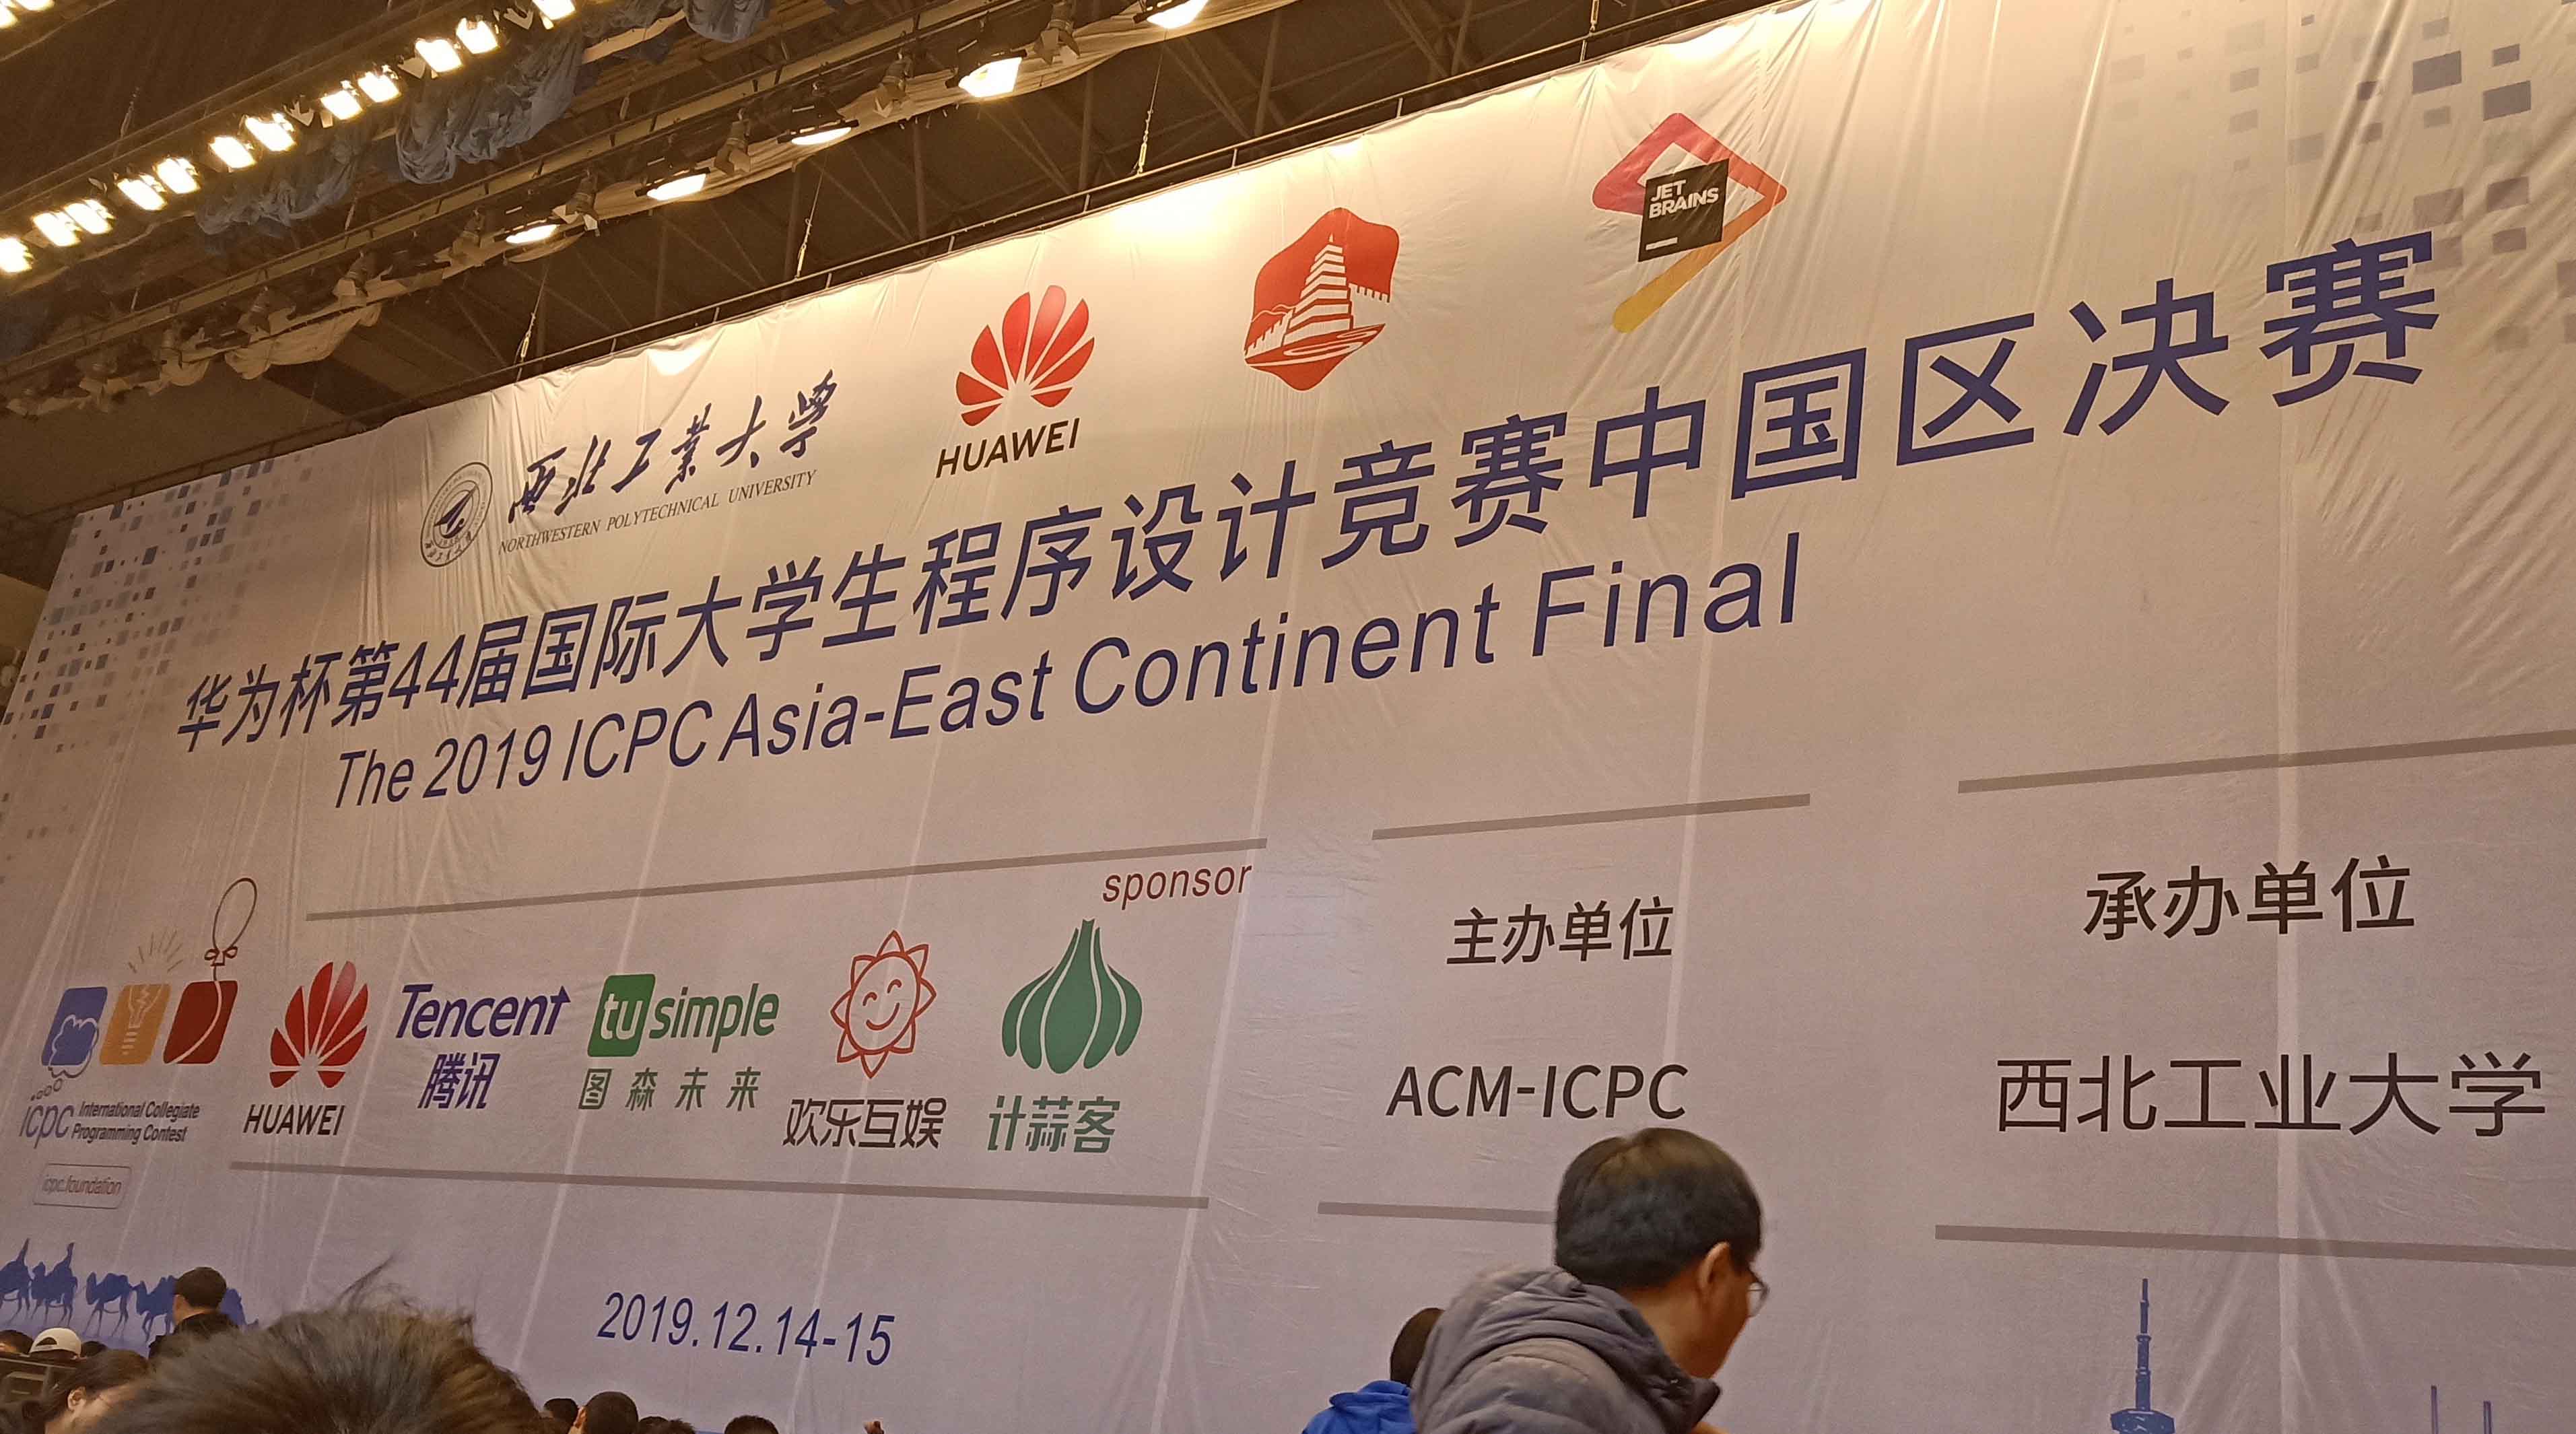 西北工業大学
NORTHWESTERN POLYTECHNICAL UNIVERSITY
HUAWEI
JET
BRAINS
华为杯第44届国际大学生程序设计竞赛中国区决赛
The 2019 ICPC Asia-East Continent Final
sponsor
icpc International Collegiate
Programming Contest
icpc.foundation
HUAWEI
Tencent
腾讯
tusimple
图森未来
欢乐互娱
计蒜客
主办单位
ACM-ICPC
承办单位
西北工业大学
2019.12.14-15